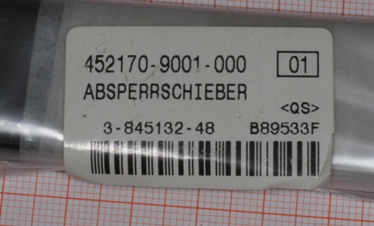 452170-9001-000 01
ABSPERRSCHIEBER
<QS>
3-845132-48 B89533F